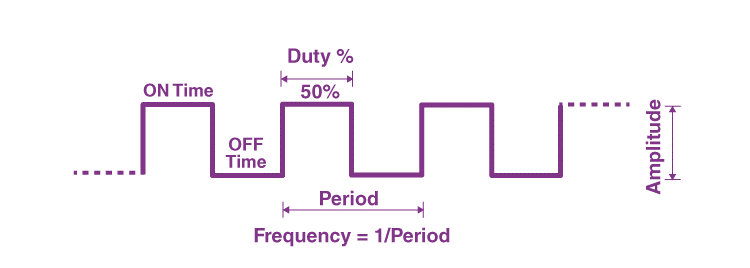 Duty %
ON Time
50%
OFF
Time
Amplitude
Period
Frequency = 1/Period